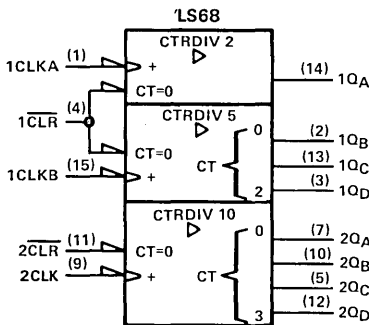 'LS68
CTRDIV 2
1CLKA (1) +
(14) 1QA
CT=0
(4)
1CLR
CTRDIV 5
0
(2) 1QB
CT=0
CT
(13) 1QC
1CLKB (15) +
2
(3) 1QD
CTRDIV 10
0
(7) 2QA
2CLR (11) CT=0
(10) 2QB
2CLK (9) +
CT
(5) 2QC
3
(12) 2QD